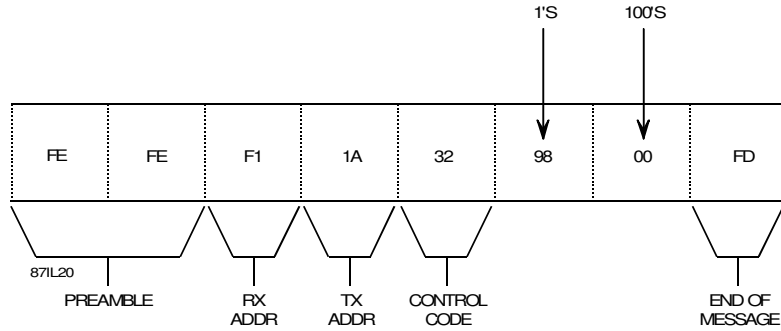 1'S 100'S
FE FE F1 1A 32 98 00 FD
87IL20
PREAMBLE RX ADDR TX ADDR CONTROL CODE END OF MESSAGE